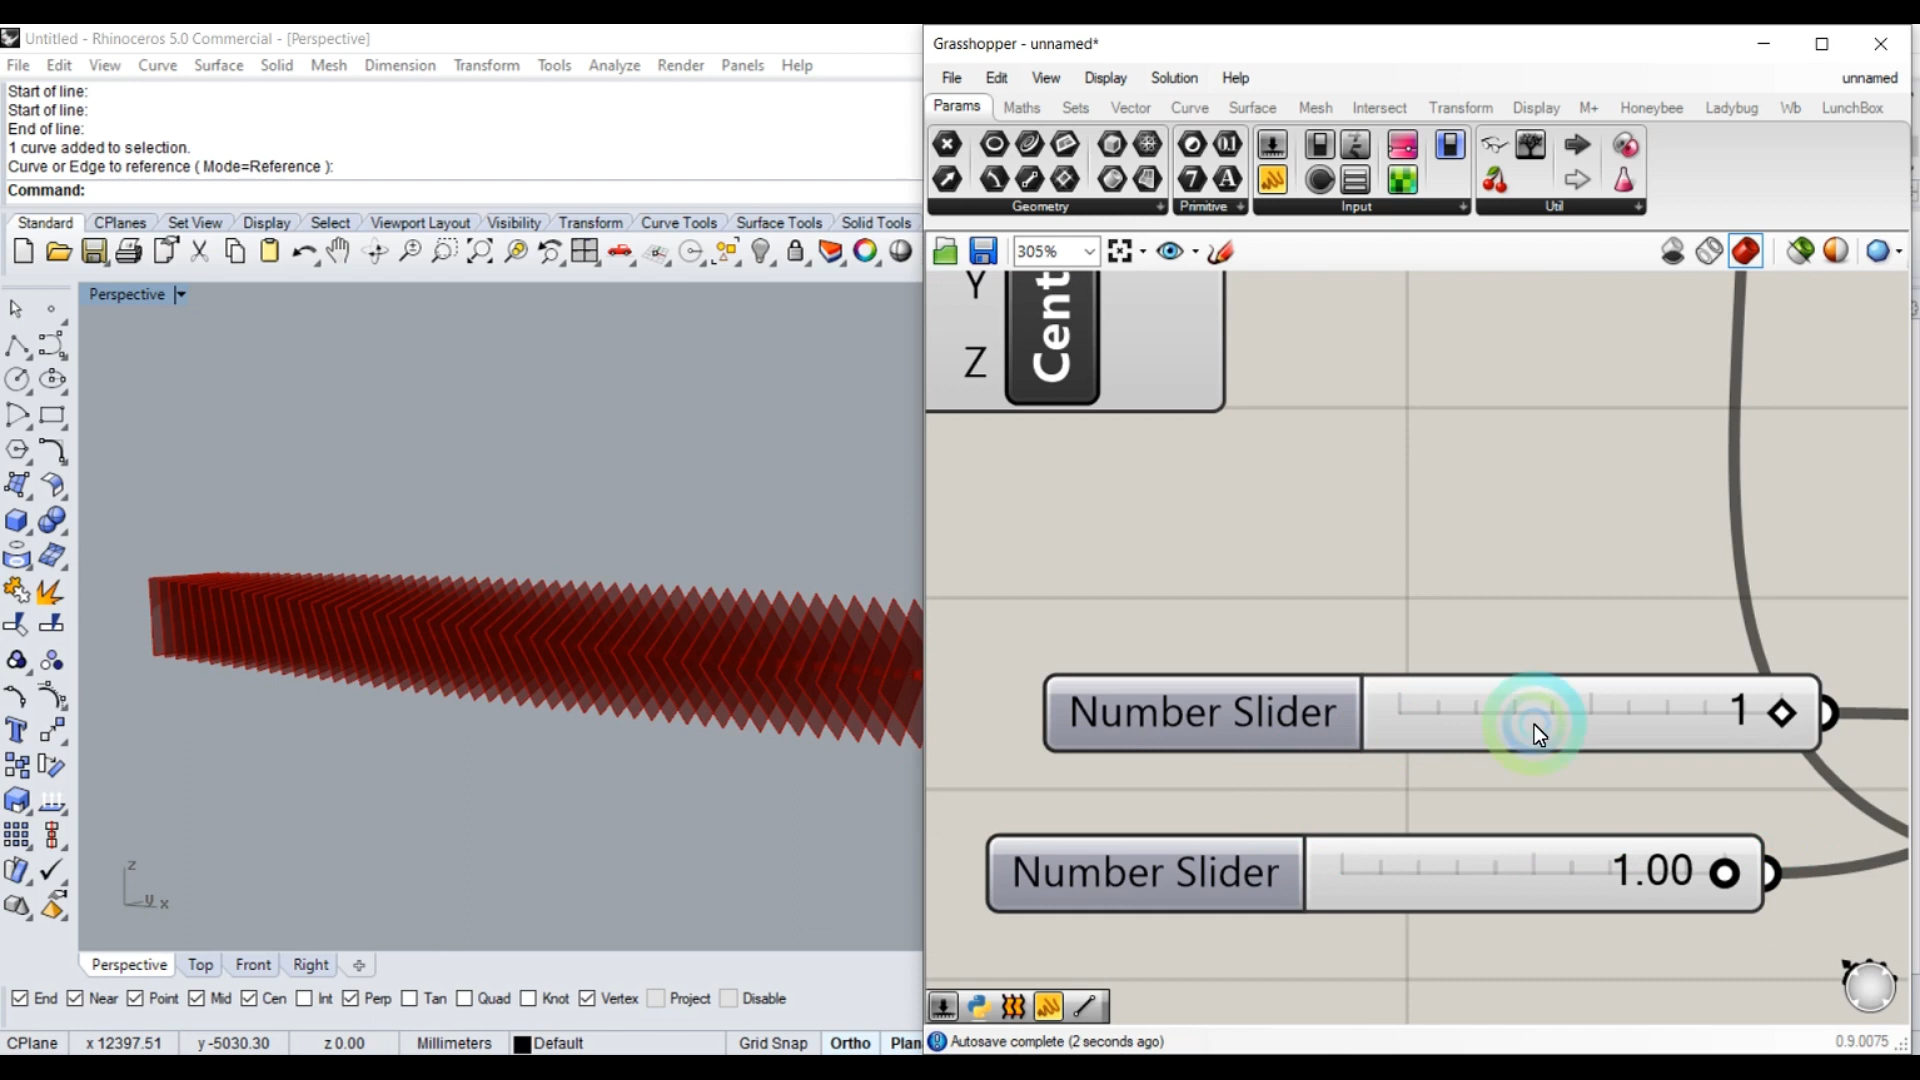 Untitled - Rhinoceros 5.0 Commercial - [Perspective]
File Edit View Curve Surface Solid Mesh Dimension Transform Tools Analyze Render Panels Help
Start of line:
Start of line:
End of line:
1 curve added to selection.
Curve or Edge to reference ( Mode=Reference ):
Command:
Standard CPlanes Set View Display Select Viewport Layout Visibility Transform Curve Tools Surface Tools Solid Tools
Perspective
z
y x
Perspective Top Front Right
End Near Point Mid Cen Int Perp Tan Quad Knot Vertex Project Disable
CPlane x 12397.51 y -5030.30 z 0.00 Millimeters Default Grid Snap Ortho Plan
Grasshopper - unnamed*
File Edit View Display Solution Help unnamed
Params Maths Sets Vector Curve Surface Mesh Intersect Transform Display M+ Honeybee Ladybug Wb LunchBox
Geometry Primitive Input Util
305%
Y
Z
Cent
Number Slider 1
Number Slider 1.00
Autosave complete (2 seconds ago) 0.9.0075